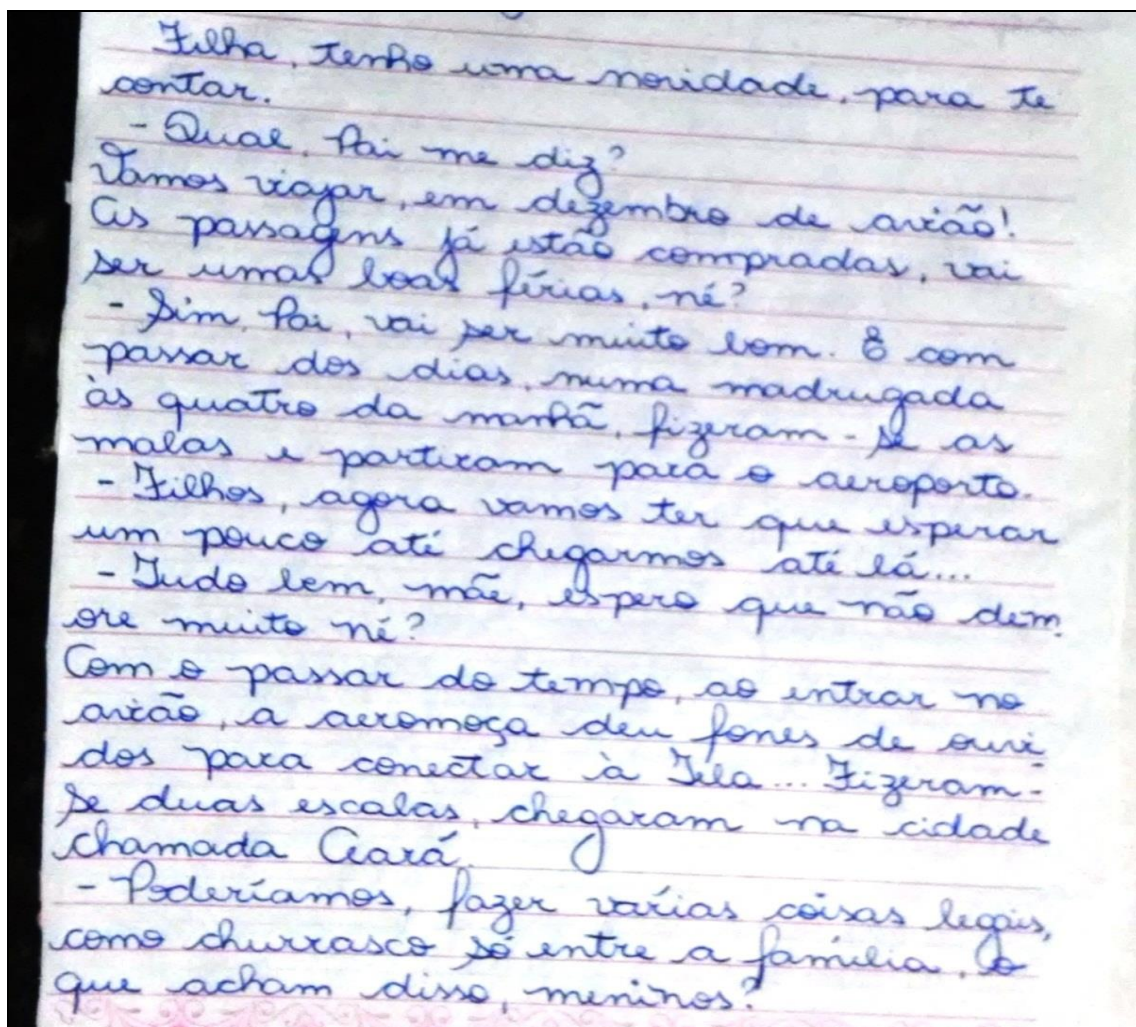 Filha, tenho uma novidade, para te
contar.
- Qual, Pai me diz?
Vamos viajar, em dezembro de avião!
As passagens já estão compradas, vai
ser umas boas férias, né?
- Sim, Pai, vai ser muito bom. E com
passar dos dias, numa madrugada
às quatro da manhã, fizeram-se as
malas e partiram para o aeroporto.
- Filhos, agora vamos ter que esperar
um pouco até chegarmos até lá...
- Tudo bem, mãe, espero que não dem
ore muito né?
Com o passar do tempo, ao entrar no
avião, a aeromoça deu fones de ouvi
dos para conectar à Tela... Fizeram-
se duas escalas, chegaram na cidade
chamada Ceará.
- Poderíamos, fazer várias coisas legais,
como churrasco só entre a família, o
que acham disso, meninos?